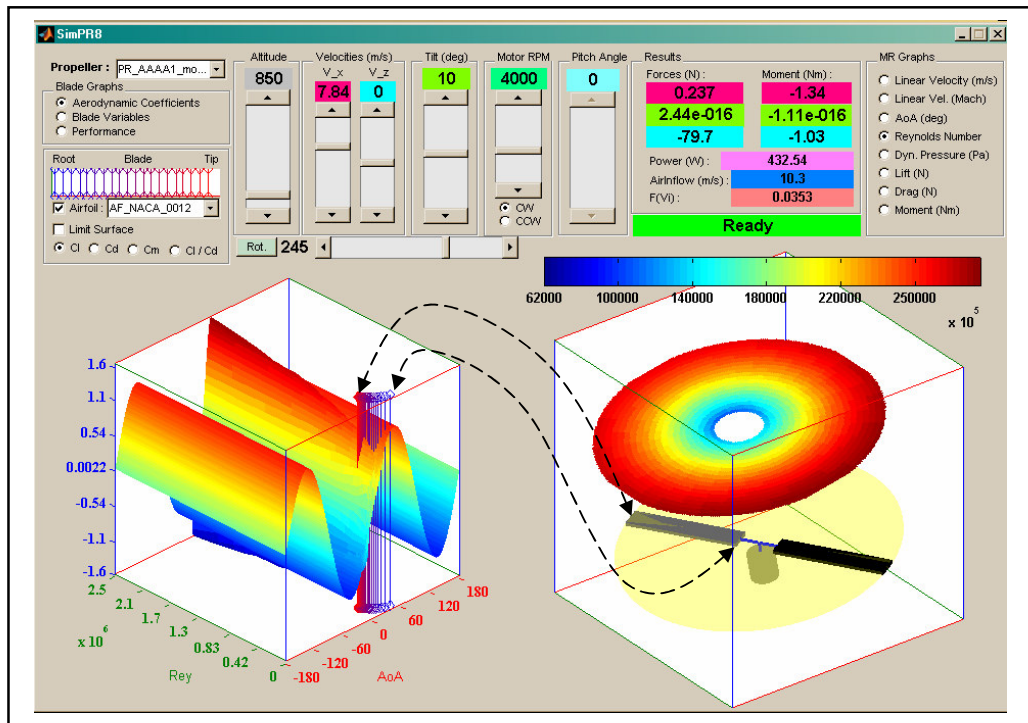 SimPR8
Propeller : PR_AAAA1_mo...
Blade Graphs
Aerodynamic Coefficients
Blade Variables
Performance
Root Blade Tip
Airfoil : AF_NACA_0012
Limit Surface
Cl Cd Cm Cl / Cd
Altitude
850
Velocities (m/s)
V_x V_z
7.84 0
Tilt (deg)
10
Motor RPM
4000
CW
CCW
Pitch Angle
0
Results
Forces (N) : Moment (Nm) :
0.237 -1.34
2.44e-016 -1.11e-016
-79.7 -1.03
Power (W) : 432.54
AirInflow (m/s) : 10.3
F(Vi) : 0.0353
Ready
MR Graphs
Linear Velocity (m/s)
Linear Vel. (Mach)
AoA (deg)
Reynolds Number
Dyn. Pressure (Pa)
Lift (N)
Drag (N)
Moment (Nm)
Rot. 245
62000 100000 140000 180000 220000 250000
x 10^5
1.6
1.1
0.54
0.0022
-0.54
-1.1
-1.6
2.5
2.1
1.7
1.3
0.83
0.42
0
x 10^6
Rey
-180
-120
-60
0
60
120
180
AoA